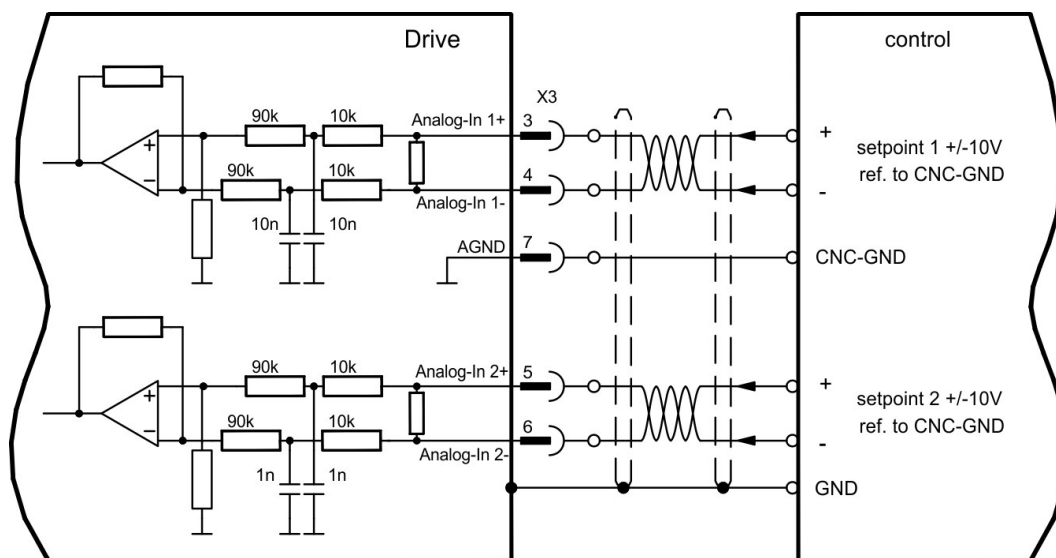 Drive
control
X3
90k
10k
Analog-In 1+
3
+
+
setpoint 1 +/-10V
ref. to CNC-GND
−
90k
10k
4
-
Analog-In 1-
10n
10n
AGND
7
CNC-GND
90k
10k
Analog-In 2+
5
+
+
setpoint 2 +/-10V
ref. to CNC-GND
−
90k
10k
6
-
Analog-In 2-
1n
1n
GND